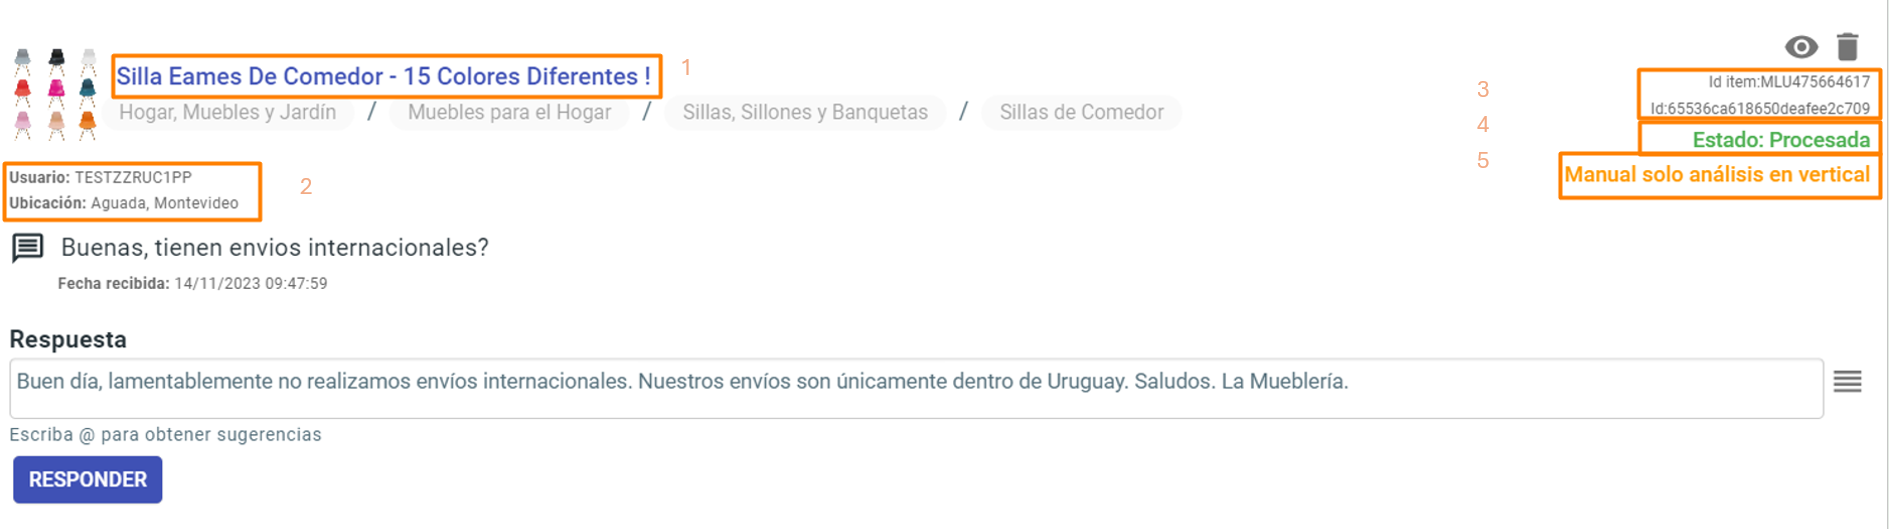 Silla Eames De Comedor - 15 Colores Diferentes !
1
Hogar, Muebles y Jardín / Muebles para el Hogar / Sillas, Sillones y Banquetas / Sillas de Comedor
3
Id item:MLU475664617
Id:65536ca618650deafee2c709
4
Estado: Procesada
5
Manual solo análisis en vertical
Usuario: TESTZZRUC1PP
Ubicación: Aguada, Montevideo
2
Buenas, tienen envios internacionales?
Fecha recibida: 14/11/2023 09:47:59
Respuesta
Buen día, lamentablemente no realizamos envíos internacionales. Nuestros envíos son únicamente dentro de Uruguay. Saludos. La Mueblería.
Escriba @ para obtener sugerencias
RESPONDER